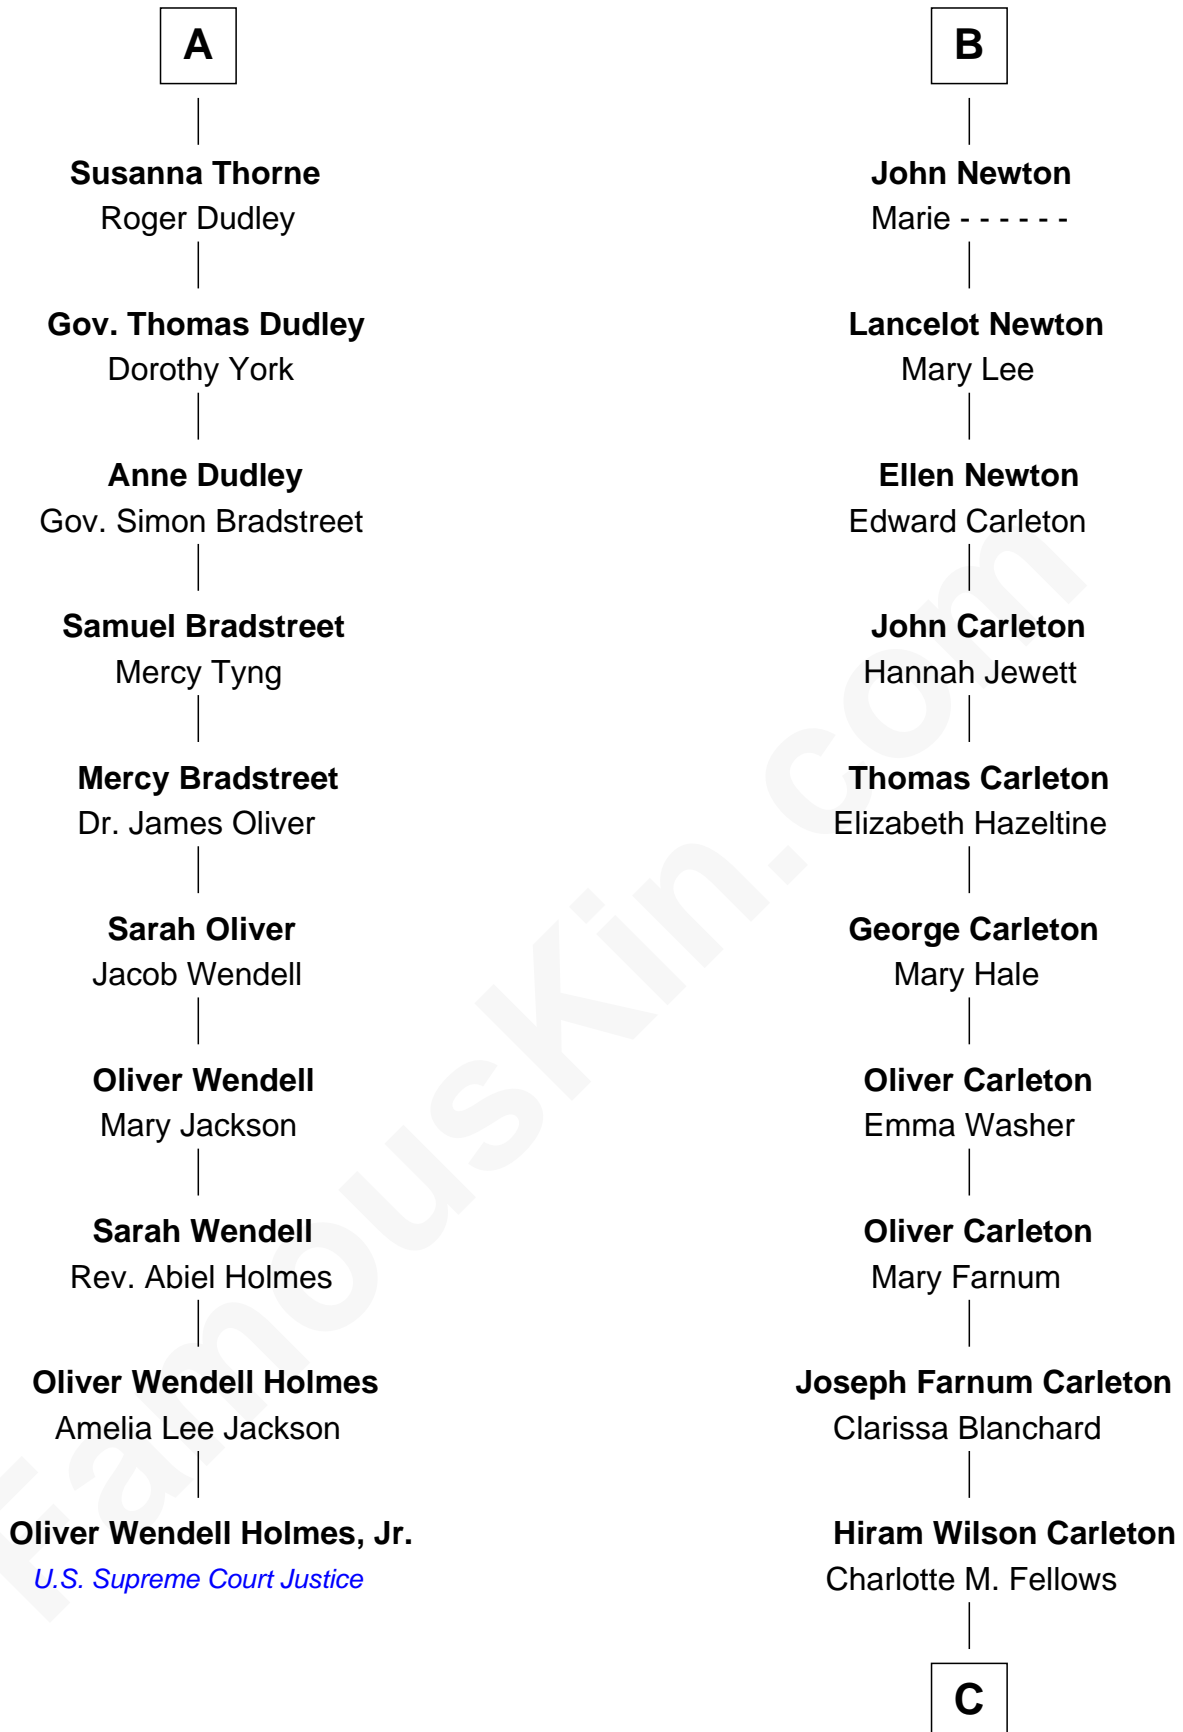 A
Susanna Thorne
Roger Dudley
Gov. Thomas Dudley
Dorothy York
Anne Dudley
Gov. Simon Bradstreet
Samuel Bradstreet
Mercy Tyng
Mercy Bradstreet
Dr. James Oliver
Sarah Oliver
Jacob Wendell
Oliver Wendell
Mary Jackson
Sarah Wendell
Rev. Abiel Holmes
Oliver Wendell Holmes
Amelia Lee Jackson
Oliver Wendell Holmes, Jr.
U.S. Supreme Court Justice
B
John Newton
Marie - - - - - -
Lancelot Newton
Mary Lee
Ellen Newton
Edward Carleton
John Carleton
Hannah Jewett
Thomas Carleton
Elizabeth Hazeltine
George Carleton
Mary Hale
Oliver Carleton
Emma Washer
Oliver Carleton
Mary Farnum
Joseph Farnum Carleton
Clarissa Blanchard
Hiram Wilson Carleton
Charlotte M. Fellows
C
FamousKin.com